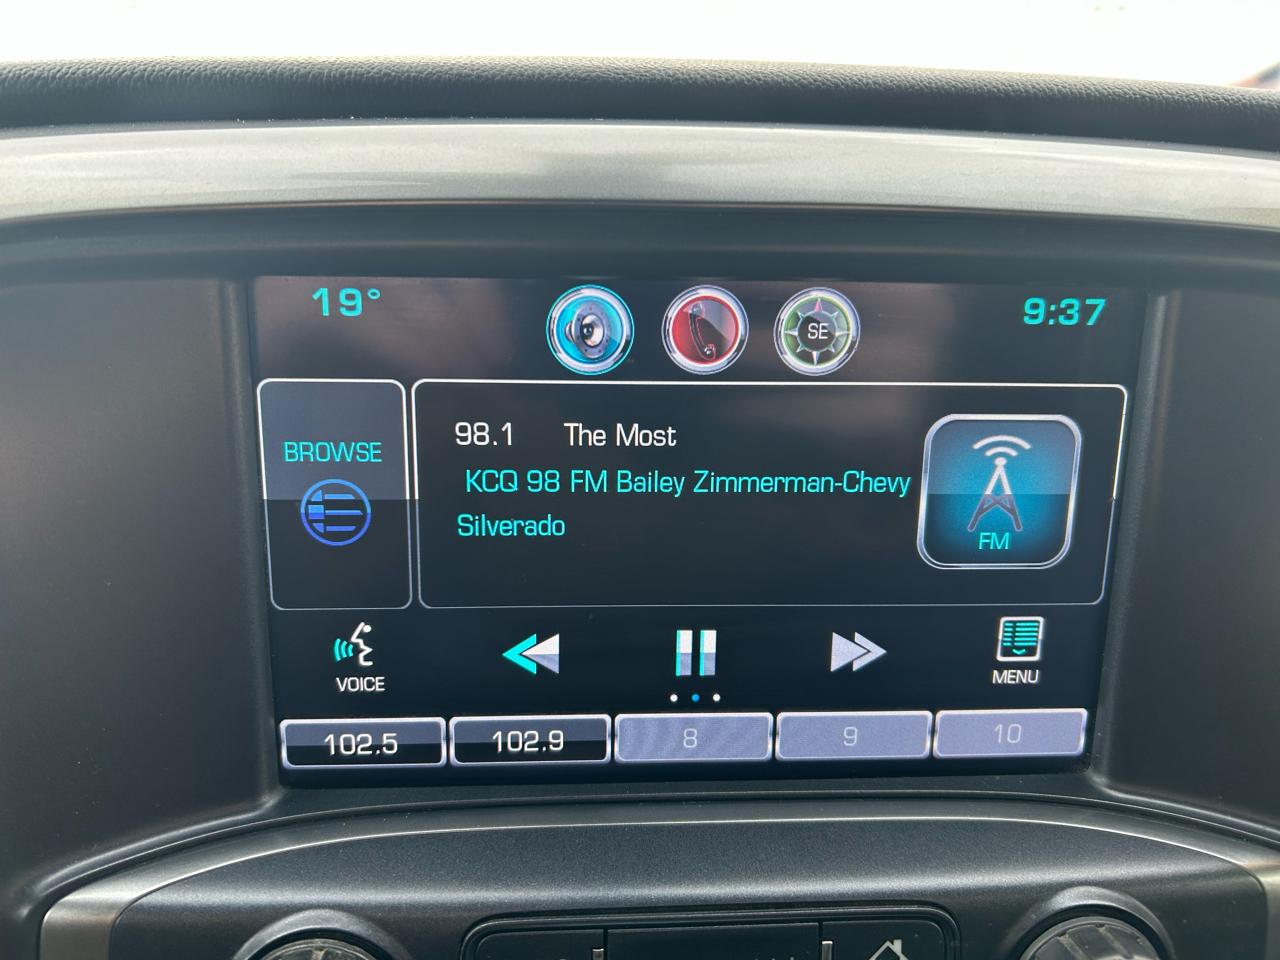 19°
SE
9:37
BROWSE
98.1 The Most
KCQ 98 FM Bailey Zimmerman-Chevy
Silverado
FM
VOICE
MENU
102.5 102.9 8 9 10